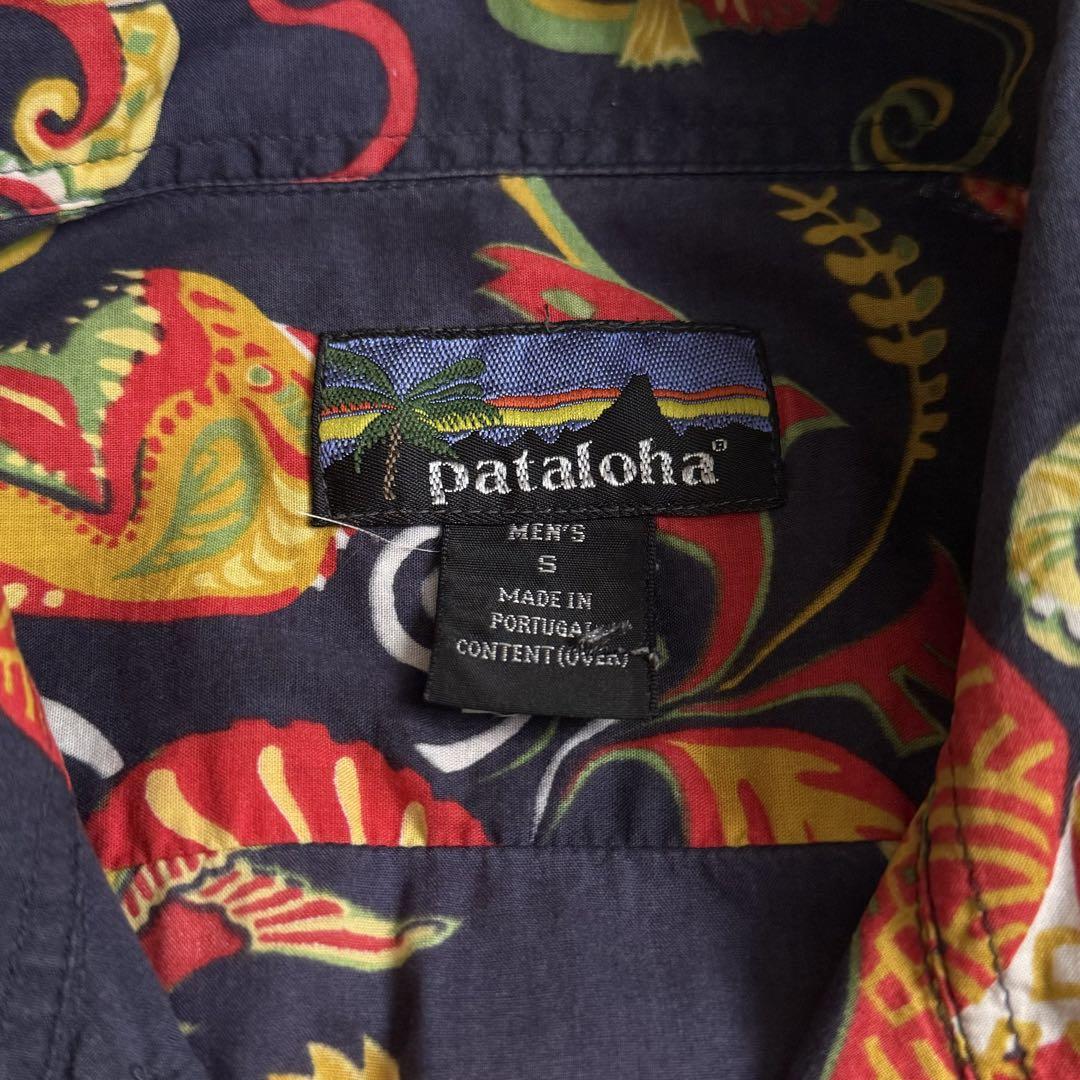 pataloha®
MEN'S
S
MADE IN
PORTUGAL
CONTENT (OVER)